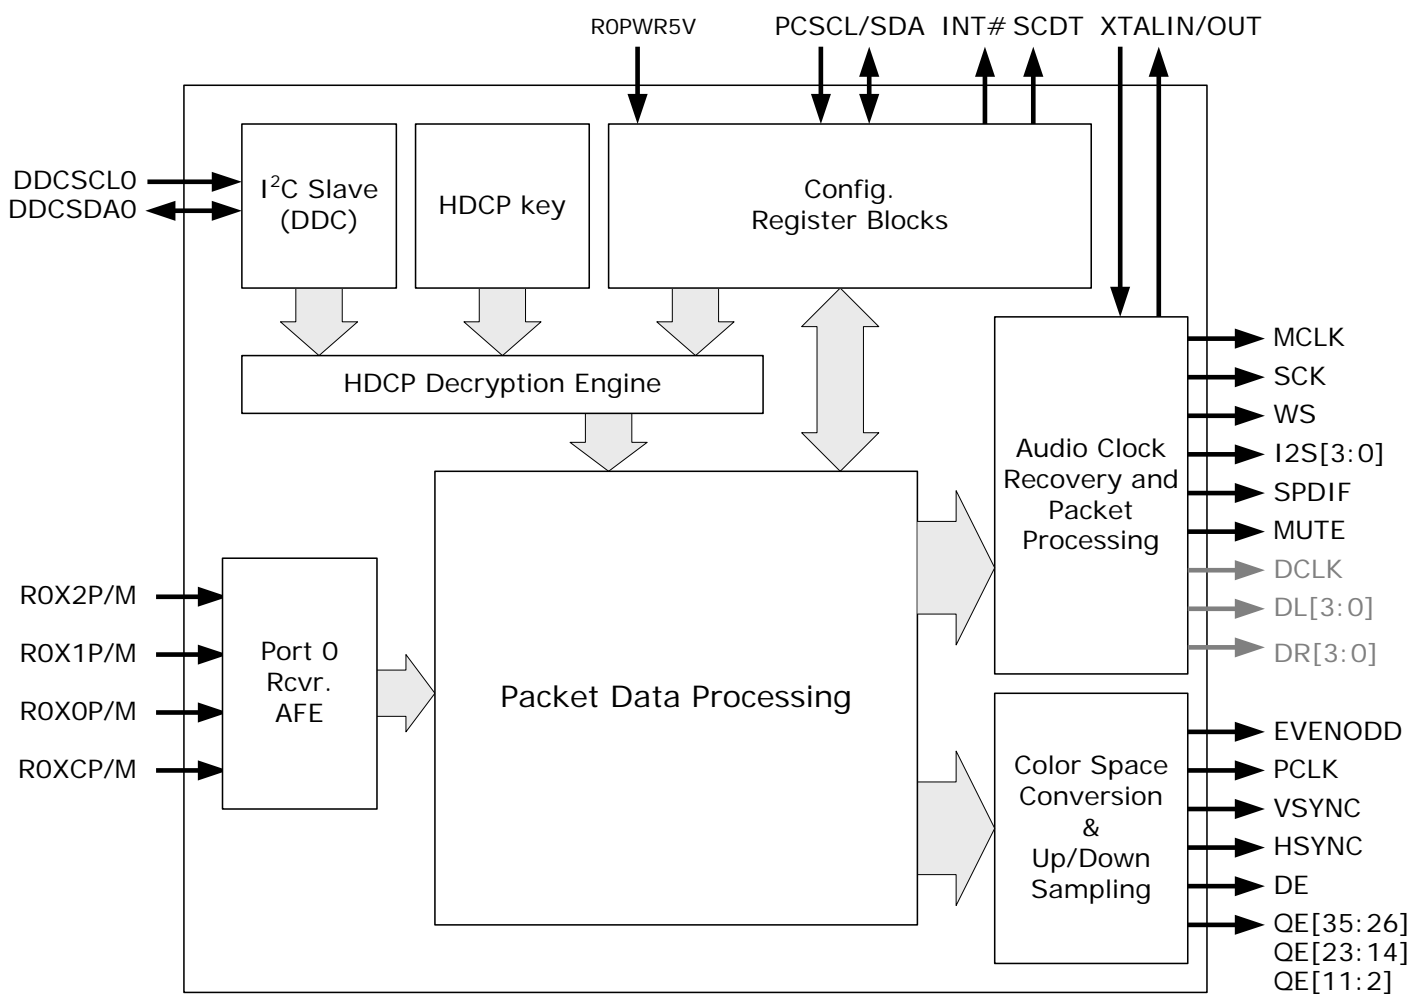 R0PWR5V
PCSCL/SDA
INT#
SCDT
XTALIN/OUT
DDCSCL0
DDCSDA0
I²C Slave
(DDC)
HDCP key
Config.
Register Blocks
HDCP Decryption Engine
R0X2P/M
R0X1P/M
R0X0P/M
R0XCP/M
Port 0
Rcvr.
AFE
Packet Data Processing
Audio Clock
Recovery and
Packet
Processing
MCLK
SCK
WS
I2S[3:0]
SPDIF
MUTE
DCLK
DL[3:0]
DR[3:0]
Color Space
Conversion
&
Up/Down
Sampling
EVENODD
PCLK
VSYNC
HSYNC
DE
QE[35:26]
QE[23:14]
QE[11:2]